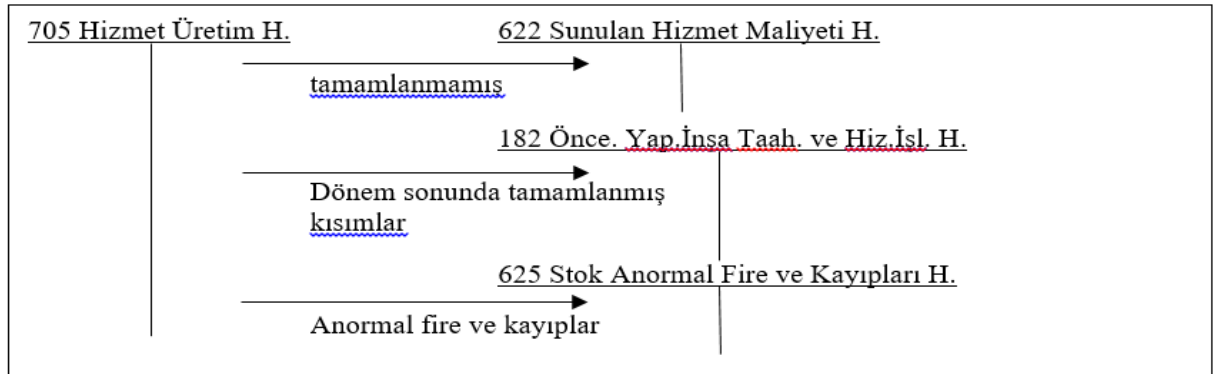 705 Hizmet Üretim H. 622 Sunulan Hizmet Maliyeti H.
tamamlanmamış
182 Önce. Yap.İnşa Taah. ve Hiz.İşl. H.
Dönem sonunda tamamlanmış
kısımlar
625 Stok Anormal Fire ve Kayıpları H.
Anormal fire ve kayıplar